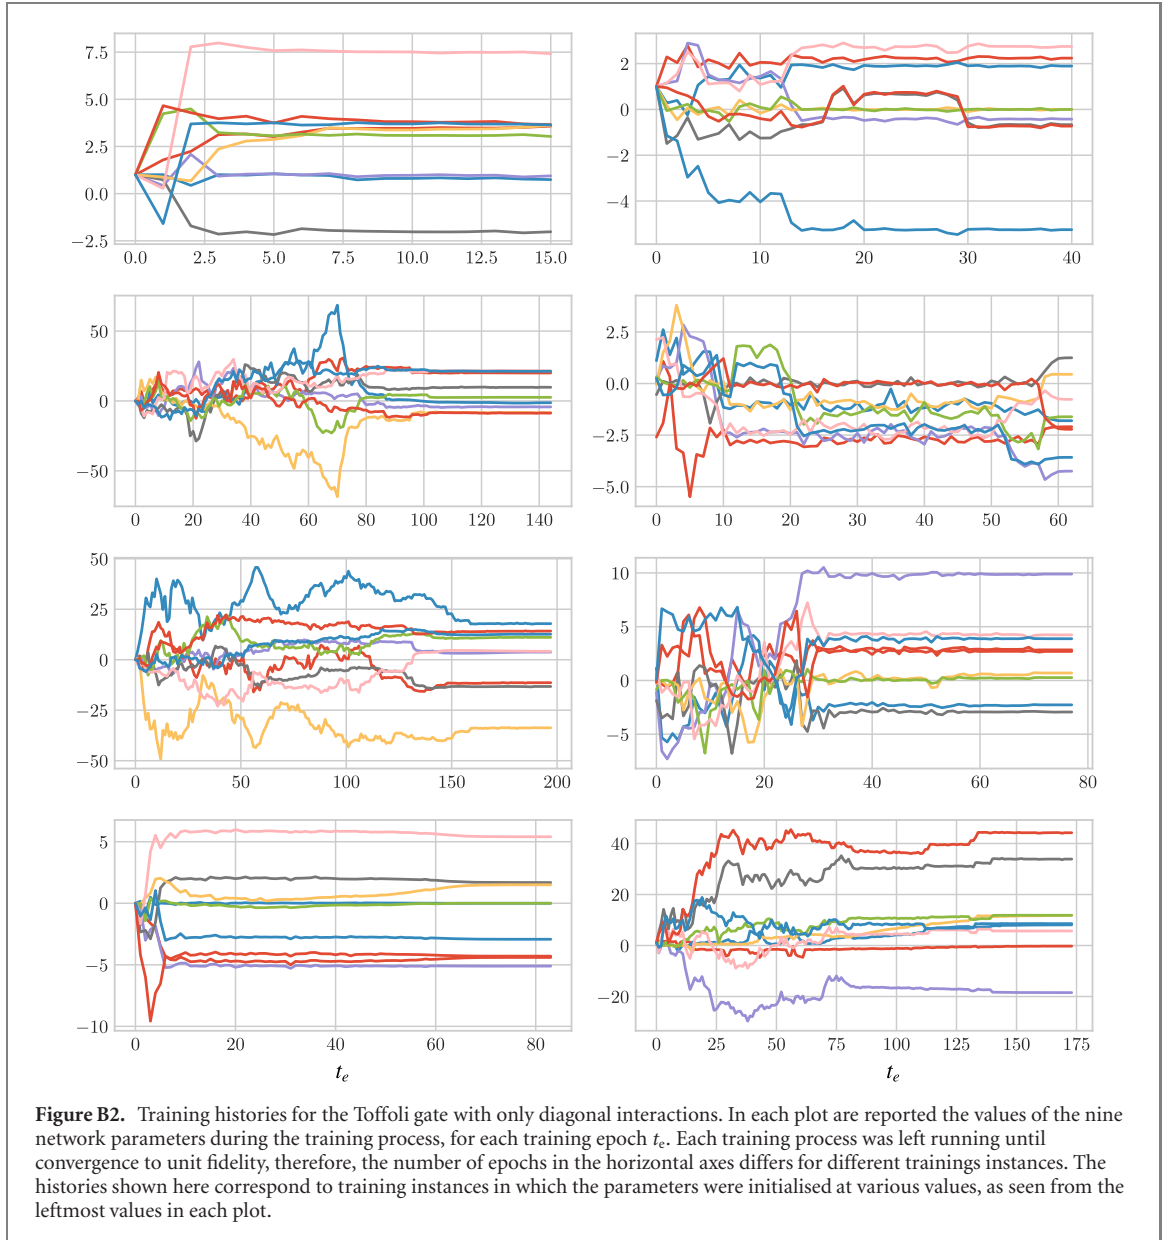 7.5
5.0
2.5
0.0
−2.5
0.0 2.5 5.0 7.5 10.0 12.5 15.0
2
0
−2
−4
0 10 20 30 40
50
0
−50
0 20 40 60 80 100 120 140
2.5
0.0
−2.5
−5.0
0 10 20 30 40 50 60
50
25
0
−25
−50
0 50 100 150 200
10
5
0
−5
0 20 40 60 80
5
0
−5
−10
0 20 40 60 80
t_e
40
20
0
−20
0 25 50 75 100 125 150 175
t_e
Figure B2. Training histories for the Toffoli gate with only diagonal interactions. In each plot are reported the values of the nine
network parameters during the training process, for each training epoch t_e. Each training process was left running until
convergence to unit fidelity, therefore, the number of epochs in the horizontal axes differs for different trainings instances. The
histories shown here correspond to training instances in which the parameters were initialised at various values, as seen from the
leftmost values in each plot.